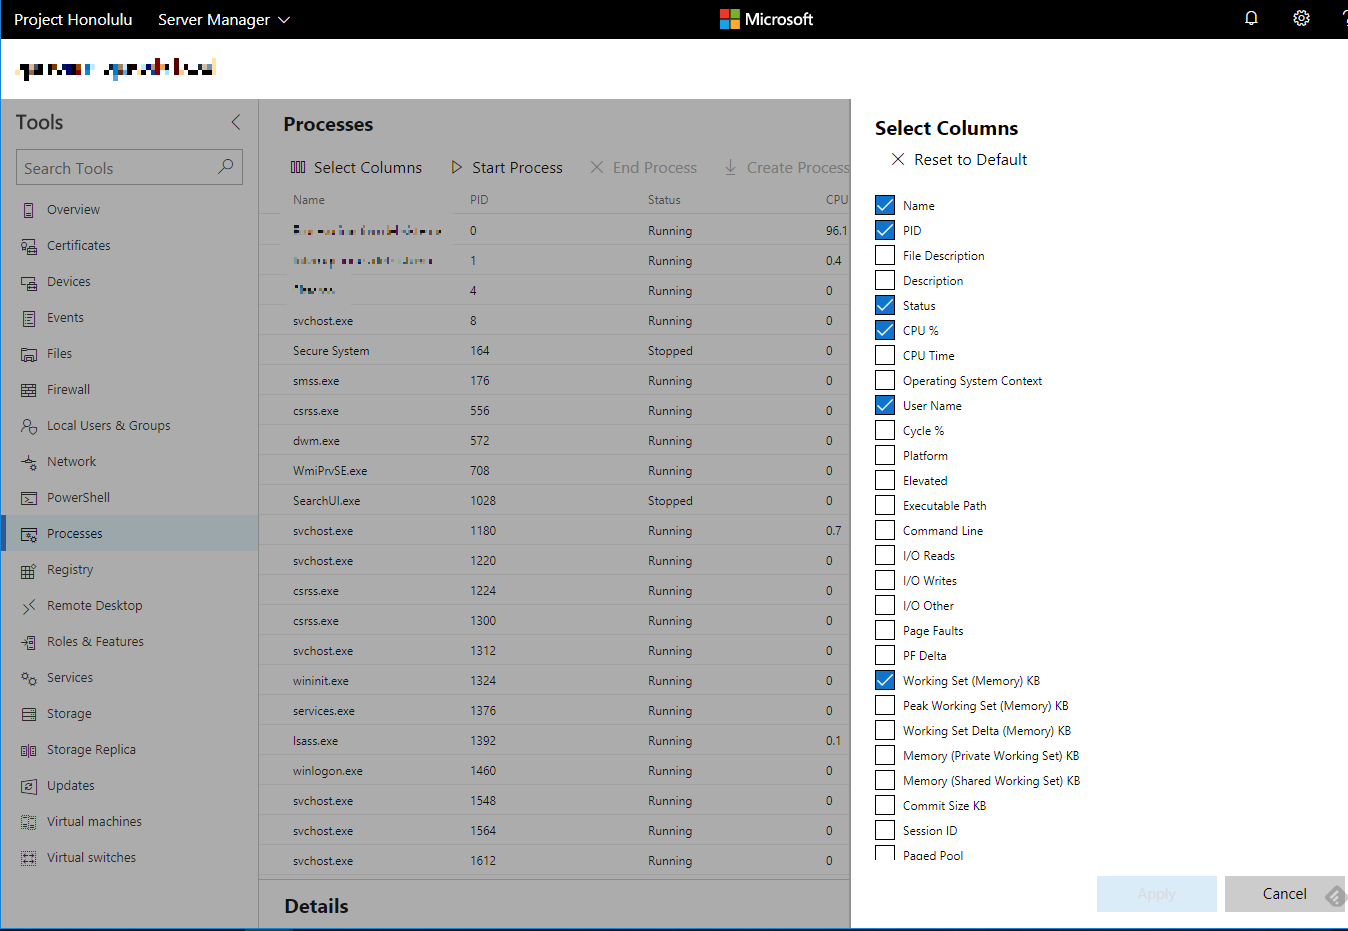 Project Honolulu Server Manager Microsoft
Tools
Search Tools
Overview
Certificates
Devices
Events
Files
Firewall
Local Users & Groups
Network
PowerShell
Processes
Registry
Remote Desktop
Roles & Features
Services
Storage
Storage Replica
Updates
Virtual machines
Virtual switches
Processes
Select Columns Start Process End Process Create Process
Name PID Status CPU
0 Running 96.1
1 Running 0.4
4 Running 0
svchost.exe 8 Running 0
Secure System 164 Stopped 0
smss.exe 176 Running 0
csrss.exe 556 Running 0
dwm.exe 572 Running 0
WmiPrvSE.exe 708 Running 0
SearchUI.exe 1028 Stopped 0
svchost.exe 1180 Running 0.7
svchost.exe 1220 Running 0
csrss.exe 1224 Running 0
csrss.exe 1300 Running 0
svchost.exe 1312 Running 0
wininit.exe 1324 Running 0
services.exe 1376 Running 0
lsass.exe 1392 Running 0.1
winlogon.exe 1460 Running 0
svchost.exe 1548 Running 0
svchost.exe 1564 Running 0
svchost.exe 1612 Running 0
Details
Select Columns
Reset to Default
Name
PID
File Description
Description
Status
CPU %
CPU Time
Operating System Context
User Name
Cycle %
Platform
Elevated
Executable Path
Command Line
I/O Reads
I/O Writes
I/O Other
Page Faults
PF Delta
Working Set (Memory) KB
Peak Working Set (Memory) KB
Working Set Delta (Memory) KB
Memory (Private Working Set) KB
Memory (Shared Working Set) KB
Commit Size KB
Session ID
Paged Pool
Apply Cancel